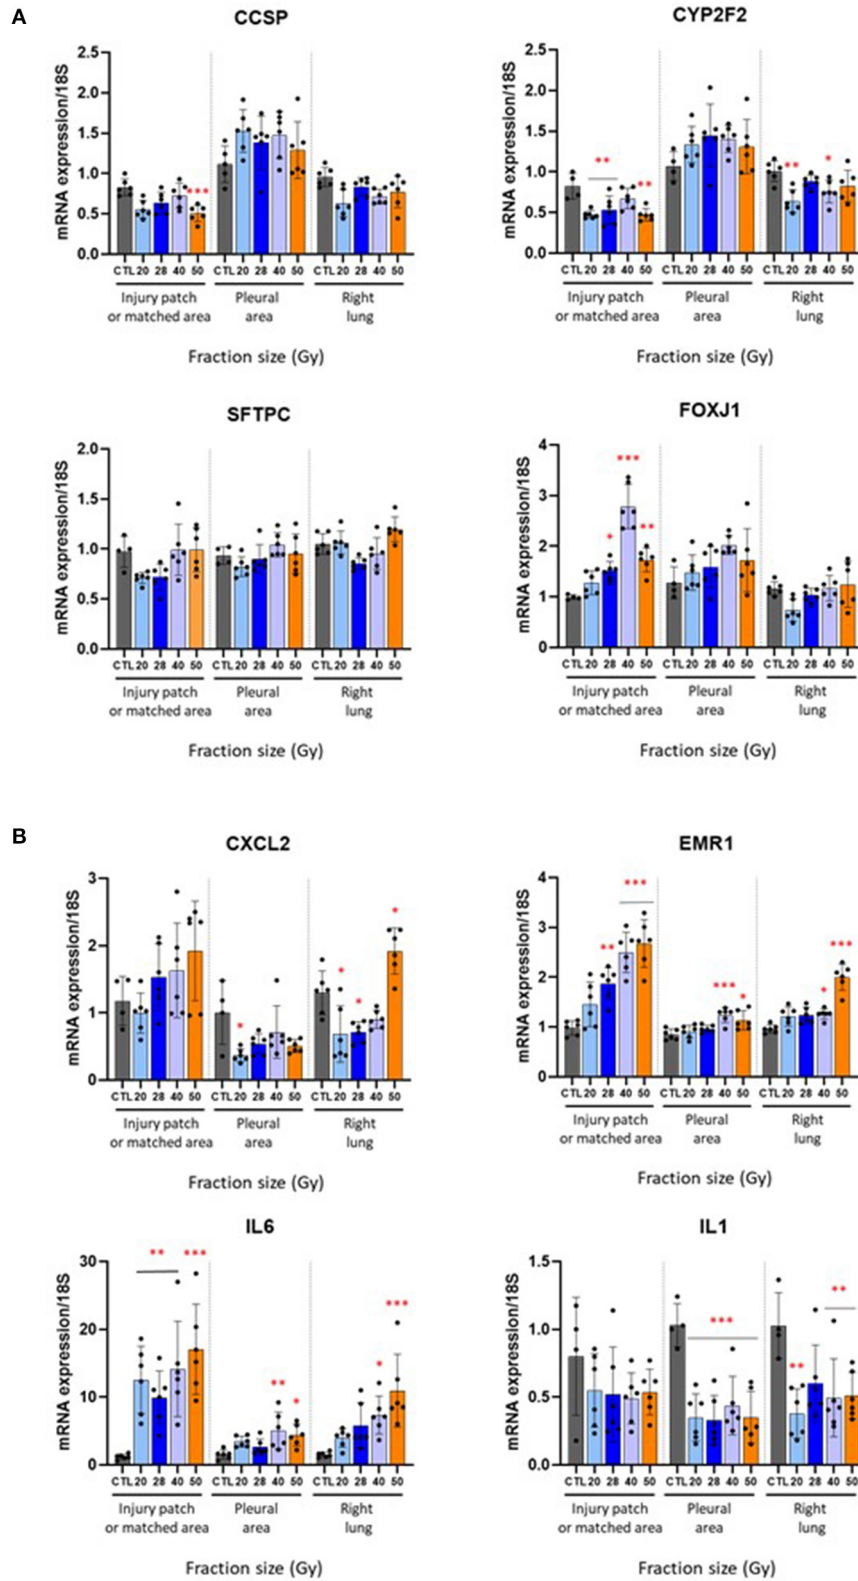 A
CCSP
mRNA expression/18S
2.5
2.0
1.5
1.0
0.5
0.0
CTL 20 28 40 50 CTL 20 28 40 50 CTL 20 28 40 50
***
Injury patch
or matched area
Pleural
area
Right
lung
Fraction size (Gy)
CYP2F2
mRNA expression/18S
2.5
2.0
1.5
1.0
0.5
0.0
** ** ** *
CTL 20 28 40 50 CTL 20 28 40 50 CTL 20 28 40 50
Injury patch
or matched area
Pleural
area
Right
lung
Fraction size (Gy)
SFTPC
mRNA expression/18S
2.0
1.5
1.0
0.5
0.0
CTL 20 28 40 50 CTL 20 28 40 50 CTL 20 28 40 50
Injury patch
or matched area
Pleural
area
Right
lung
Fraction size (Gy)
FOXJ1
mRNA expression/18S
4
3
2
1
0
* *** **
CTL 20 28 40 50 CTL 20 28 40 50 CTL 20 28 40 50
Injury patch
or matched area
Pleural
area
Right
lung
Fraction size (Gy)
B
CXCL2
mRNA expression/18S
3
2
1
0
* * * *
CTL 20 28 40 50 CTL 20 28 40 50 CTL 20 28 40 50
Injury patch
or matched area
Pleural
area
Right
lung
Fraction size (Gy)
EMR1
mRNA expression/18S
4
3
2
1
0
** *** *** * * ***
CTL 20 28 40 50 CTL 20 28 40 50 CTL 20 28 40 50
Injury patch
or matched area
Pleural
area
Right
lung
Fraction size (Gy)
IL6
mRNA expression/18S
30
20
10
0
** *** ** * * ***
CTL 20 28 40 50 CTL 20 28 40 50 CTL 20 28 40 50
Injury patch
or matched area
Pleural
area
Right
lung
Fraction size (Gy)
IL1
mRNA expression/18S
1.5
1.0
0.5
0.0
*** ** **
CTL 20 28 40 50 CTL 20 28 40 50 CTL 20 28 40 50
Injury patch
or matched area
Pleural
area
Right
lung
Fraction size (Gy)